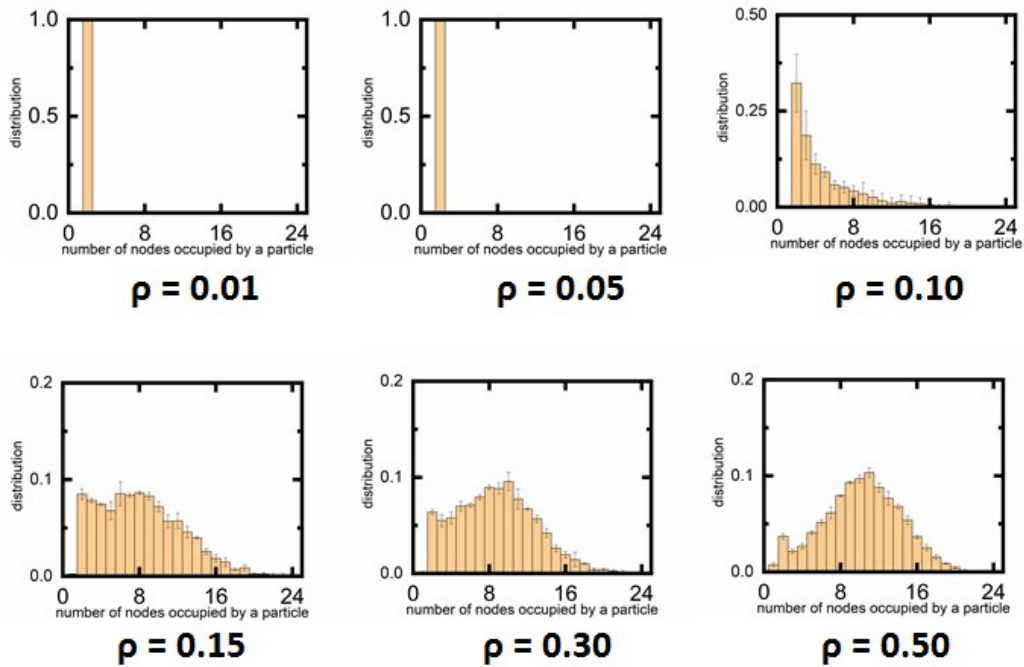 1.0
0.5
0.0
distribution
0 8 16 24
number of nodes occupied by a particle
ρ = 0.01
1.0
0.5
0.0
distribution
0 8 16 24
number of nodes occupied by a particle
ρ = 0.05
0.50
0.25
0.00
distribution
0 8 16 24
number of nodes occupied by a particle
ρ = 0.10
0.2
0.1
0.0
distribution
0 8 16 24
number of nodes occupied by a particle
ρ = 0.15
0.2
0.1
0.0
distribution
0 8 16 24
number of nodes occupied by a particle
ρ = 0.30
0.2
0.1
0.0
distribution
0 8 16 24
number of nodes occupied by a particle
ρ = 0.50